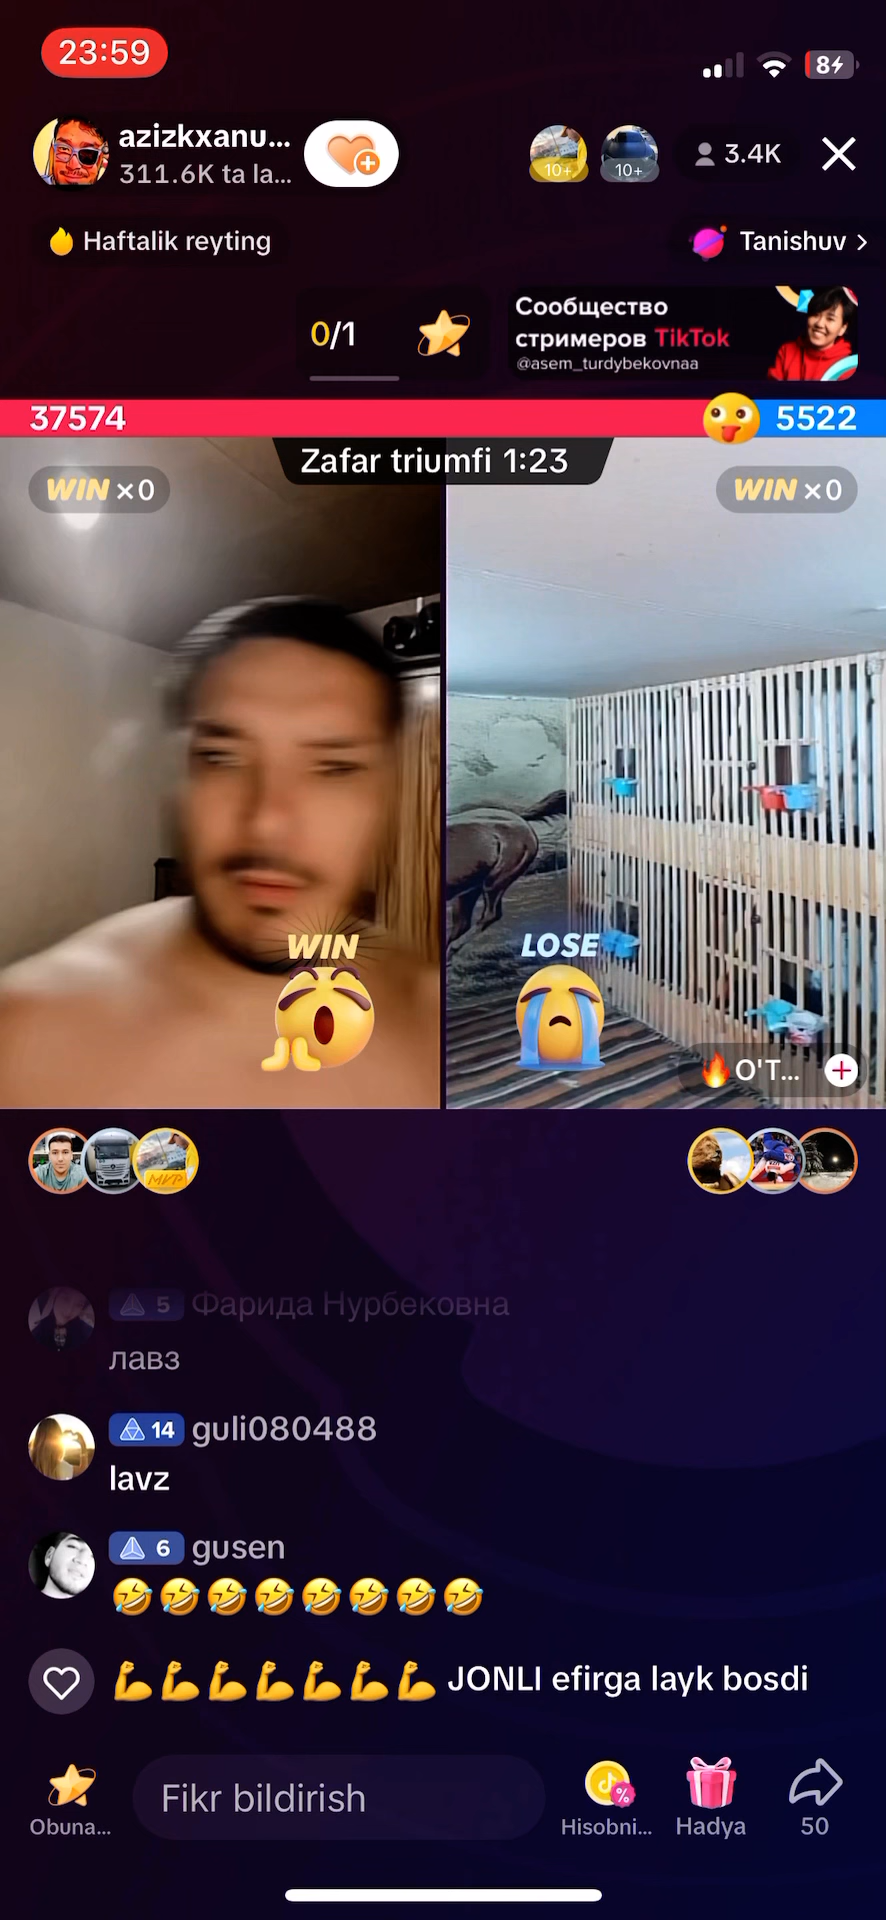 23:59
8
azizkxanu...
311.6K ta la...
10+
10+
3.4K
Haftalik reyting
Tanishuv >
0/1
Сообщество
стримеров TikTok
@asem_turdybekovnaa
37574
5522
Zafar triumfi 1:23
WIN ×0
WIN ×0
WIN
LOSE
O'T...
МVР
5 Фарида Нурбековна
лавз
14 guli080488
lavz
6 gusen
🤣🤣🤣🤣🤣🤣🤣🤣
💪💪💪💪💪💪💪 JONLI efirga layk bosdi
Obuna...
Fikr bildirish
Hisobni...
Hadya
50